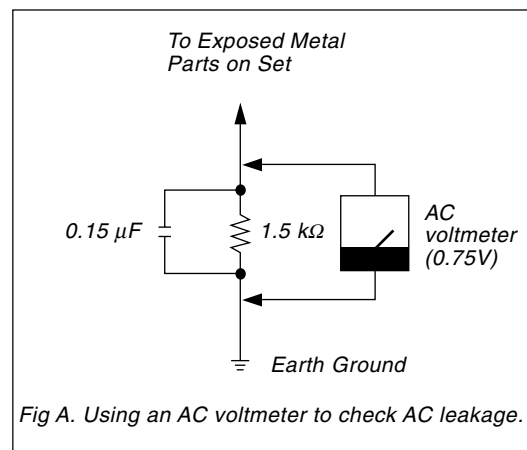 To Exposed Metal
Parts on Set
0.15 μF
1.5 kΩ
AC
voltmeter
(0.75V)
Earth Ground
Fig A. Using an AC voltmeter to check AC leakage.